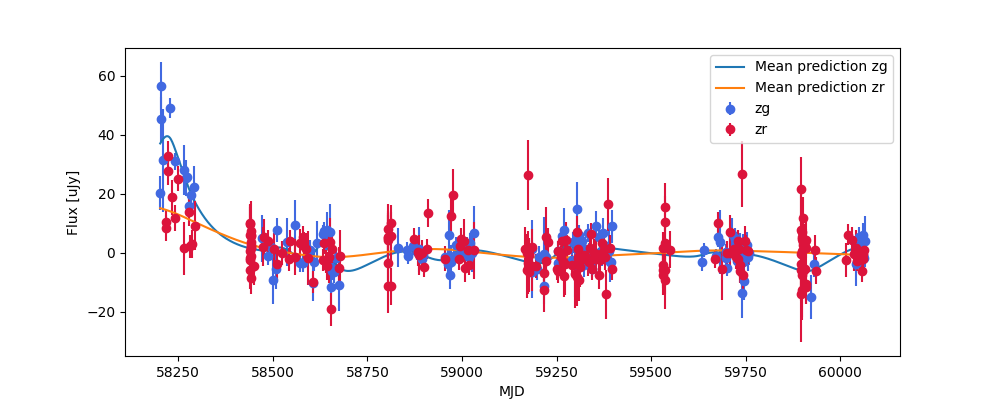 Mean prediction zg
Mean prediction zr
zg
zr
Flux [uJy]
60
40
20
0
−20
58250 58500 58750 59000 59250 59500 59750 60000
MJD